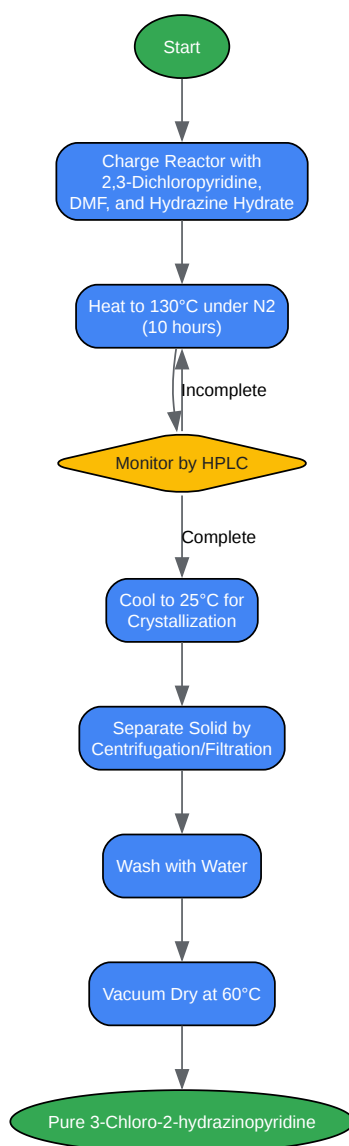 Start
Charge Reactor with
2,3-Dichloropyridine,
DMF, and Hydrazine Hydrate
Heat to 130°C under N2
(10 hours)
Incomplete
Monitor by HPLC
Complete
Cool to 25°C for
Crystallization
Separate Solid by
Centrifugation/Filtration
Wash with Water
Vacuum Dry at 60°C
Pure 3-Chloro-2-hydrazinopyridine